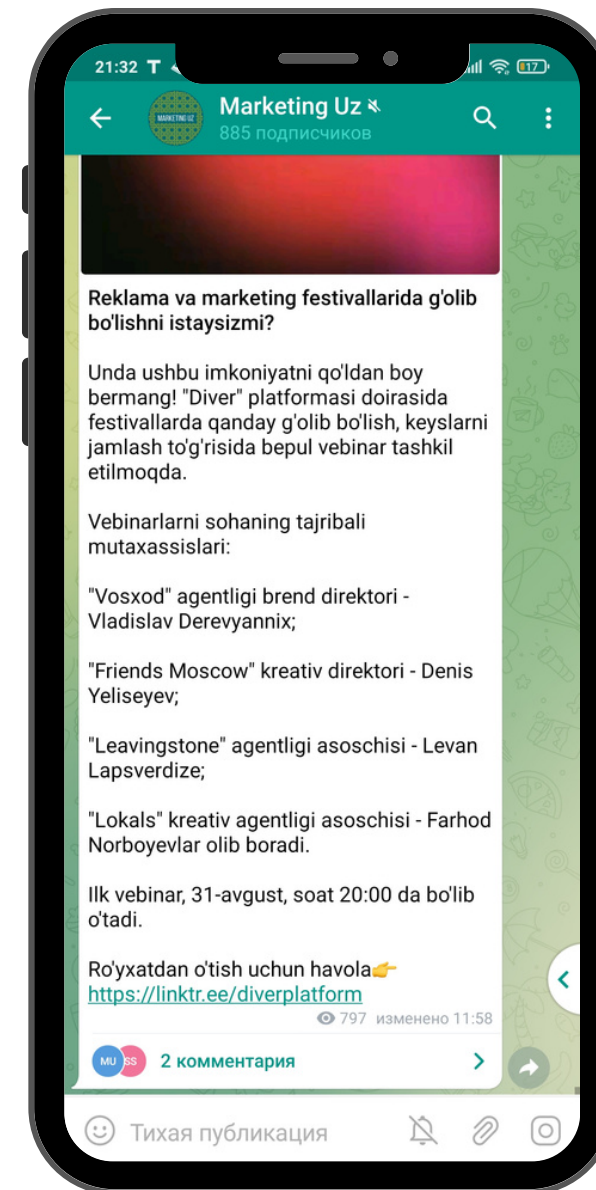 21:32
17
Marketing Uz
MARKETING UZ
885 подписчиков
Reklama va marketing festivallarida g'olib
bo'lishni istaysizmi?
Unda ushbu imkoniyatni qo'ldan boy
bermang! "Diver" platformasi doirasida
festivallarda qanday g'olib bo'lish, keyslarni
jamlash to'g'risida bepul vebinar tashkil
etilmoqda.
Vebinarlarni sohaning tajribali
mutaxassislari:
"Vosxod" agentligi brend direktori -
Vladislav Derevyannix;
"Friends Moscow" kreativ direktori - Denis
Yeliseyev;
"Leavingstone" agentligi asoschisi - Levan
Lapsverdize;
"Lokals" kreativ agentligi asoschisi - Farhod
Norboyevlar olib boradi.
Ilk vebinar, 31-avgust, soat 20:00 da bo'lib
o'tadi.
Ro'yxatdan o'tish uchun havola👉
https://linktr.ee/diverplatform
797 изменено 11:58
MU SS 2 комментария
Тихая публикация